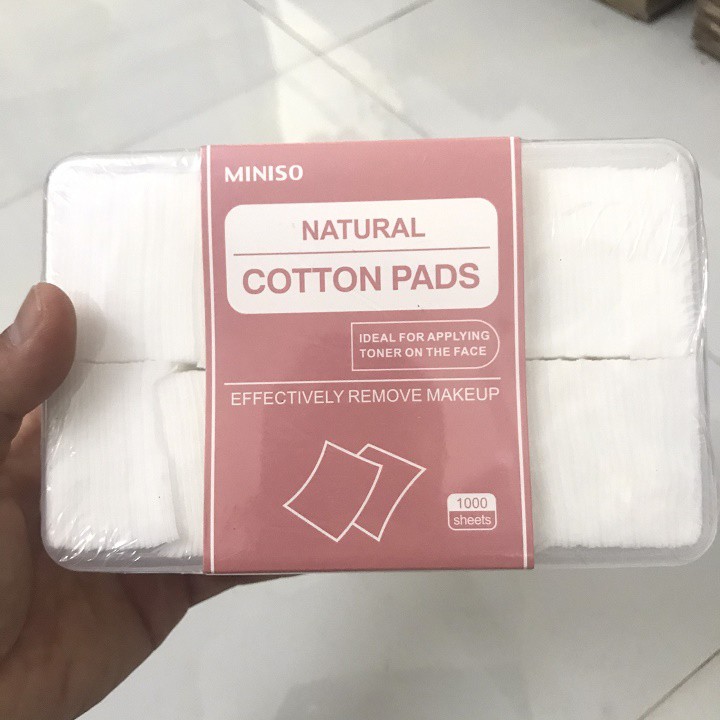 MINISO
NATURAL
COTTON PADS
IDEAL FOR APPLYING
TONER ON THE FACE
EFFECTIVELY REMOVE MAKEUP
1000
sheets